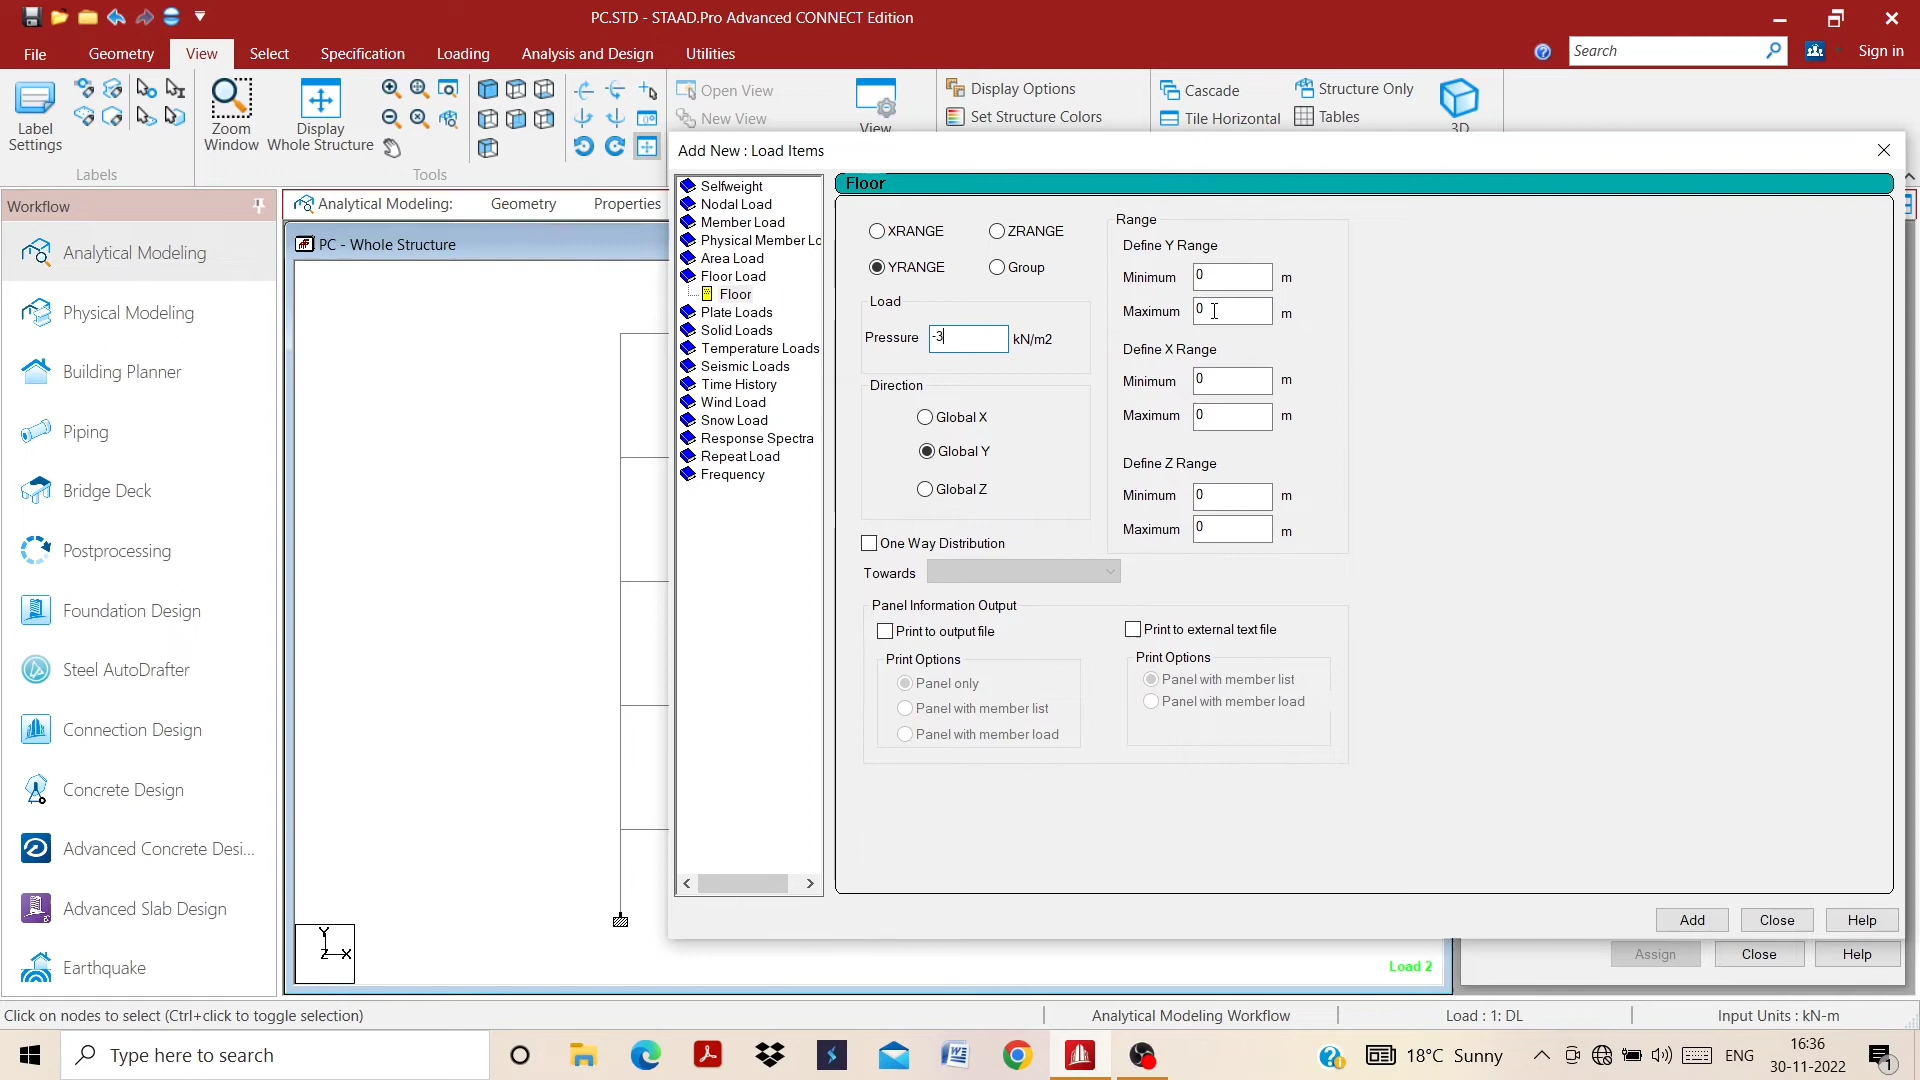 PC.STD - STAAD.Pro Advanced CONNECT Edition
File Geometry View Select Specification Loading Analysis and Design Utilities
Search Sign in
Label Settings
Zoom Window
Display Whole Structure
Open View
New View
View
Display Options
Set Structure Colors
Cascade
Tile Horizontal
Structure Only
Tables
3D
Labels Tools
Workflow
Analytical Modeling
Physical Modeling
Building Planner
Piping
Bridge Deck
Postprocessing
Foundation Design
Steel AutoDrafter
Connection Design
Concrete Design
Advanced Concrete Desi...
Advanced Slab Design
Earthquake
Analytical Modeling: Geometry Properties
PC - Whole Structure
Y
Z X
Load 2
Add New : Load Items
Selfweight
Nodal Load
Member Load
Physical Member Lo
Area Load
Floor Load
Floor
Plate Loads
Solid Loads
Temperature Loads
Seismic Loads
Time History
Wind Load
Snow Load
Response Spectra
Repeat Load
Frequency
Floor
XRANGE ZRANGE
YRANGE Group
Load
Pressure -3 kN/m2
Direction
Global X
Global Y
Global Z
One Way Distribution
Towards
Range
Define Y Range
Minimum 0 m
Maximum 0 m
Define X Range
Minimum 0 m
Maximum 0 m
Define Z Range
Minimum 0 m
Maximum 0 m
Panel Information Output
Print to output file
Print Options
Panel only
Panel with member list
Panel with member load
Print to external text file
Print Options
Panel with member list
Panel with member load
Add Close Help
Assign Close Help
Click on nodes to select (Ctrl+click to toggle selection) Analytical Modeling Workflow Load : 1: DL Input Units : kN-m
Type here to search
18°C Sunny
ENG
16:36
30-11-2022
1